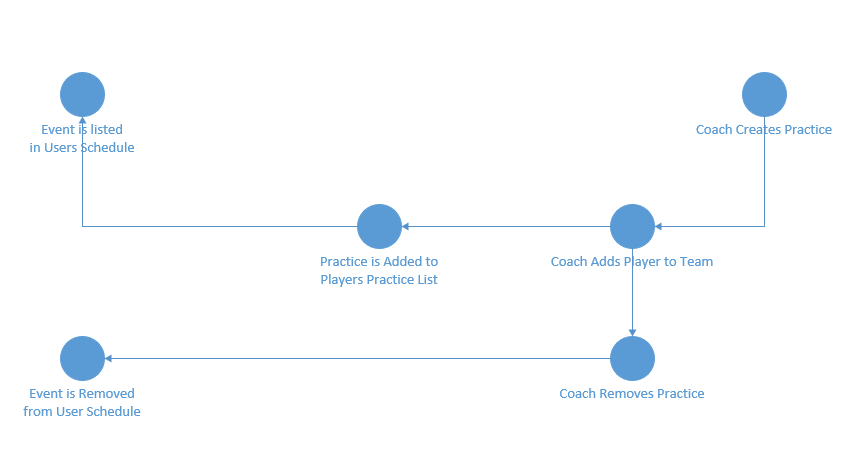 Event is listed
in Users Schedule
Coach Creates Practice
Practice is Added to
Players Practice List
Coach Adds Player to Team
Event is Removed
from User Schedule
Coach Removes Practice